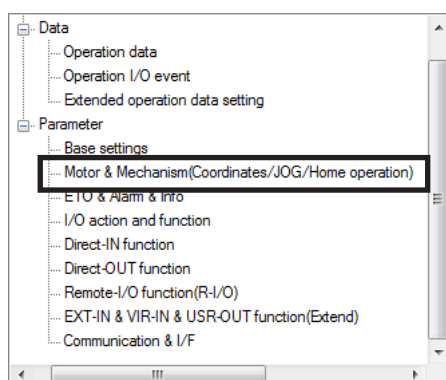 Data
Operation data
Operation I/O event
Extended operation data setting
Parameter
Base settings
Motor & Mechanism(Coordinates/JOG/Home operation)
ETO & Alarm & Info
I/O action and function
Direct-IN function
Direct-OUT function
Remote-I/O function(R-I/O)
EXT-IN & VIR-IN & USR-OUT function(Extend)
Communication & I/F